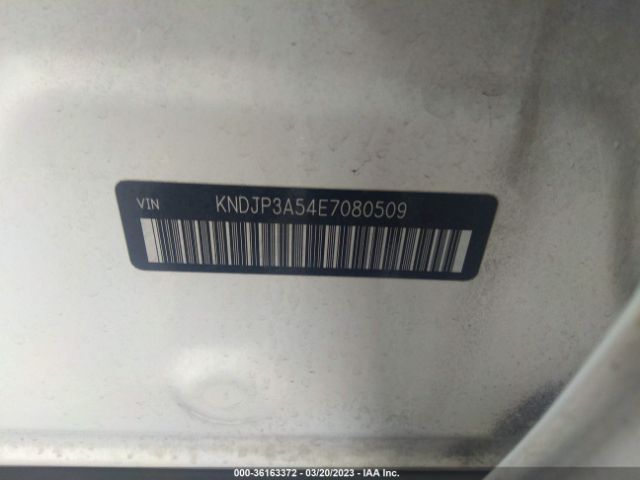 VIN KNDJP3A54E7080509
000-36163372 - 03/20/2023 - IAA Inc.